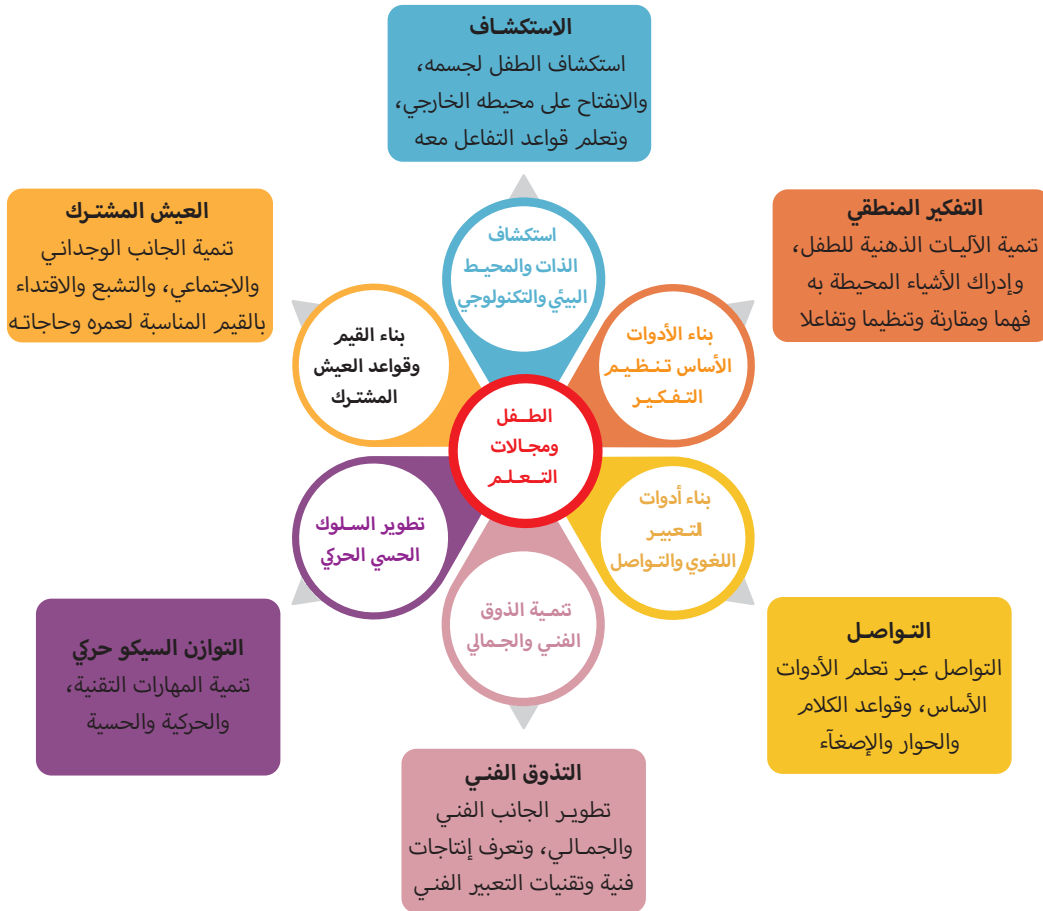 الاستكشاف
استكشاف الطفل لجسمه،
والانفتاح على محيطه الخارجي،
وتعلم قواعد التفاعل معه
التفكير المنطقي
تنمية الآليات الذهنية للطفل،
وإدراك الأشياء المحيطة به
فهما ومقارنة وتنظيما وتفاعلا
العيش المشترك
تنمية الجانب الوجداني
والاجتماعي، والتشبع والاقتداء
بالقيم المناسبة لعمره وحاجاته
استكشاف
الذات والمحيط
البيئي والتكنولوجي
بناء الأدوات
الأساس تنظيم
التفكير
بناء القيم
وقواعد العيش
المشترك
الطفل
ومجالات
التعلم
بناء أدوات
التعبير
اللغوي والتواصل
تطوير السلوك
الحسي الحركي
تنمية الذوق
الفني والجمالي
التواصل
التواصل عبر تعلم الأدوات
الأساس، وقواعد الكلام
والحوار والإصغآء
التوازن السيكو حركي
تنمية المهارات التقنية،
والحركية والحسية
التذوق الفني
تطوير الجانب الفني
والجمالي، وتعرف إنتاجات
فنية وتقنيات التعبير الفني